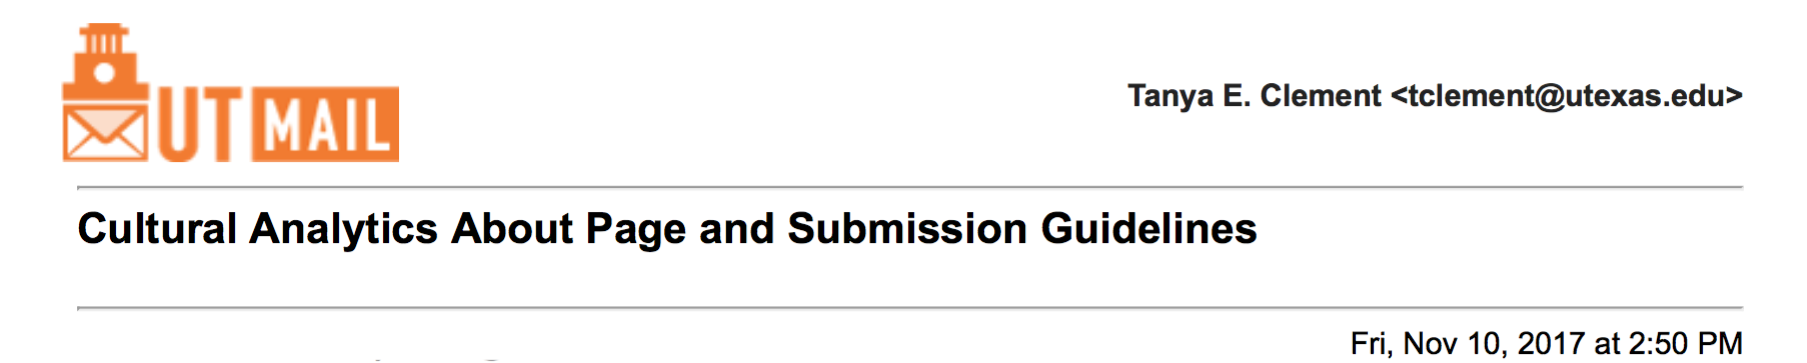 UT MAIL
Tanya E. Clement <tclement@utexas.edu>
Cultural Analytics About Page and Submission Guidelines
Fri, Nov 10, 2017 at 2:50 PM